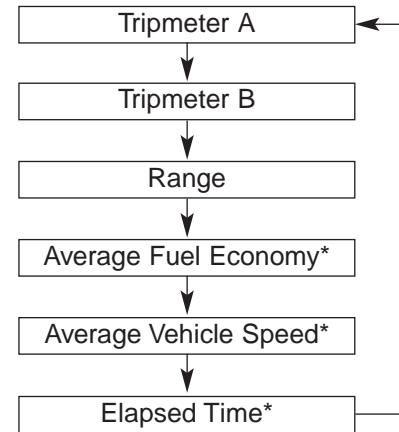 Tripmeter A
Tripmeter B
Range
Average Fuel Economy*
Average Vehicle Speed*
Elapsed Time*